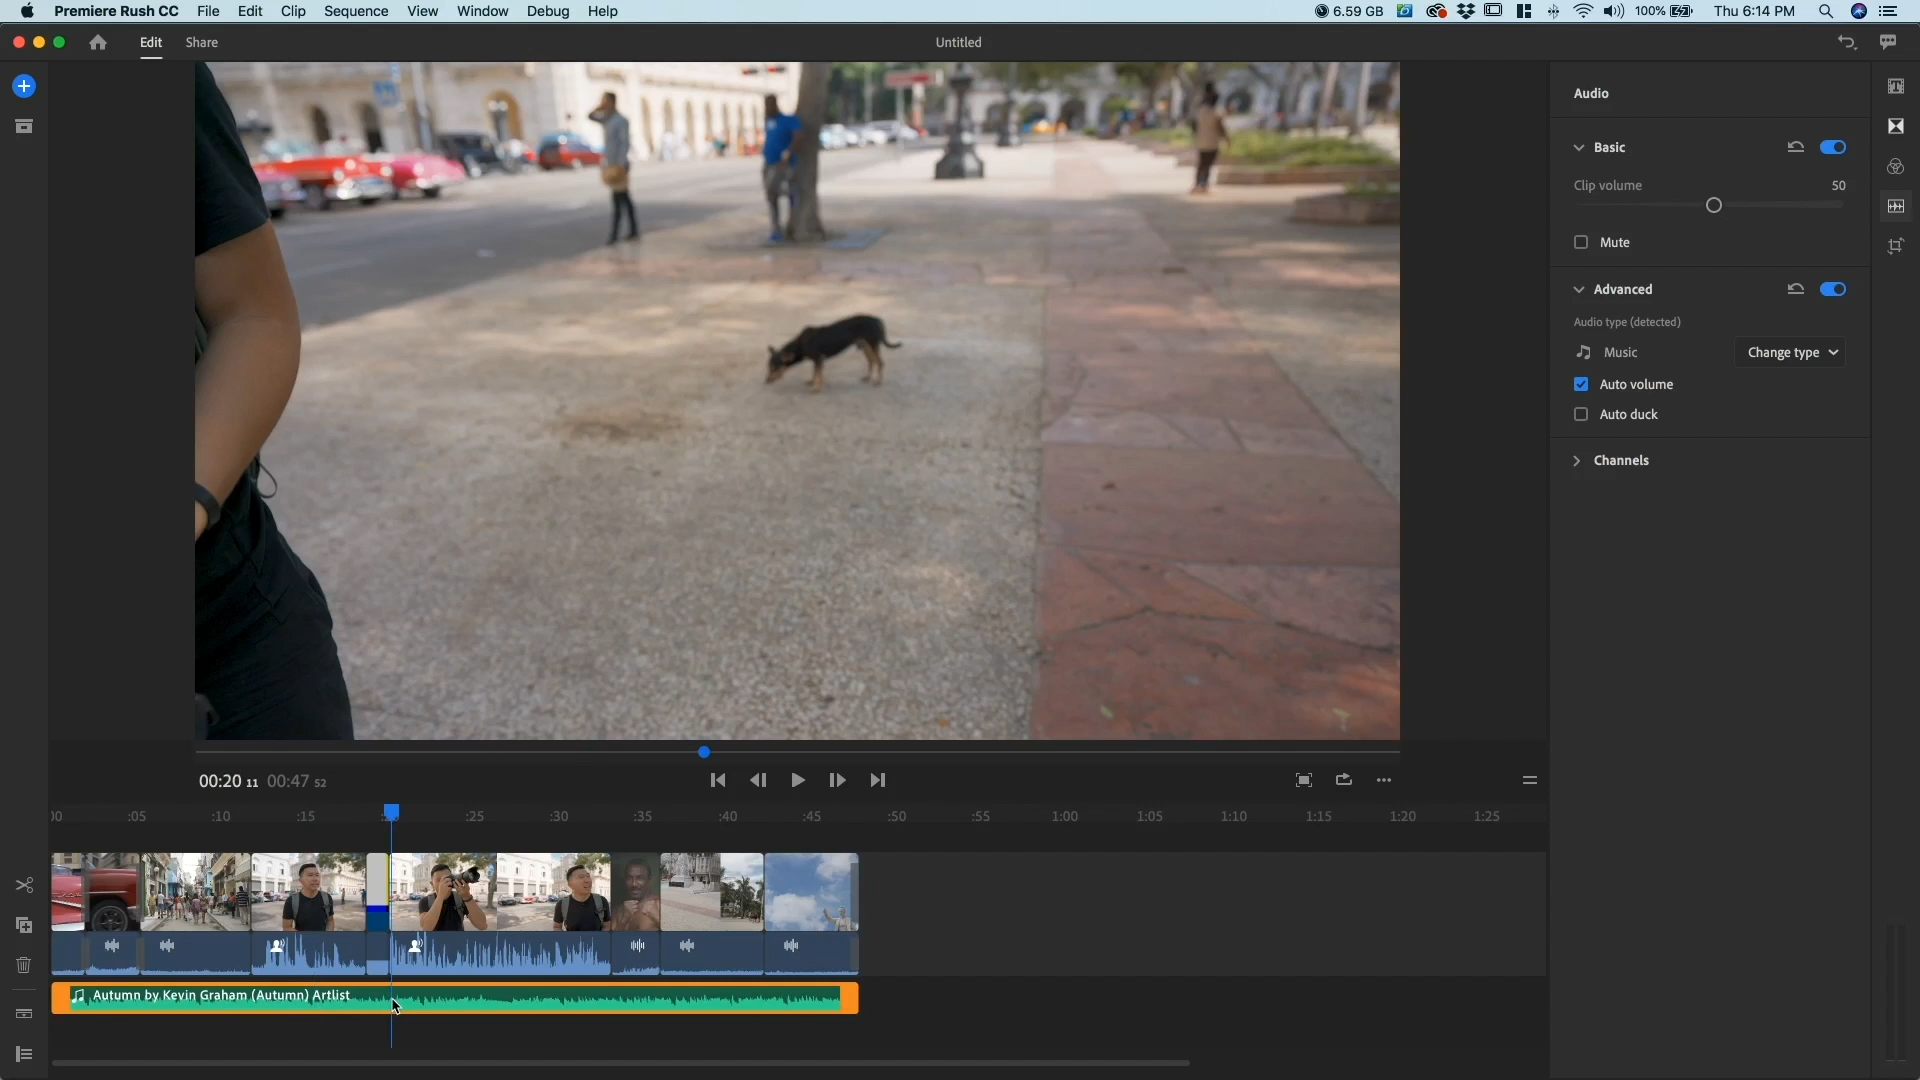 Premiere Rush CC File Edit Clip Sequence View Window Debug Help 6.59 GB 100% Thu 6:14 PM
Edit Share Untitled
Audio
Basic
Clip volume 50
Mute
Advanced
Audio type (detected)
Music Change type
Auto volume
Auto duck
Channels
00:20 11 00:47 52
:05 :10 :15 :25 :30 :35 :40 :45 :50 :55 1:00 1:05 1:10 1:15 1:20 1:25
Autumn by Kevin Graham (Autumn) Artlist